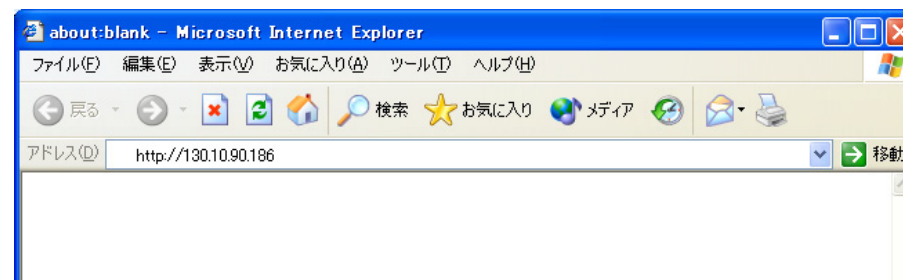 about:blank - Microsoft Internet Explorer
ファイル(F) 編集(E) 表示(V) お気に入り(A) ツール(T) ヘルプ(H)
戻る 検索 お気に入り メディア
アドレス(D) http://130.10.90.186 移動